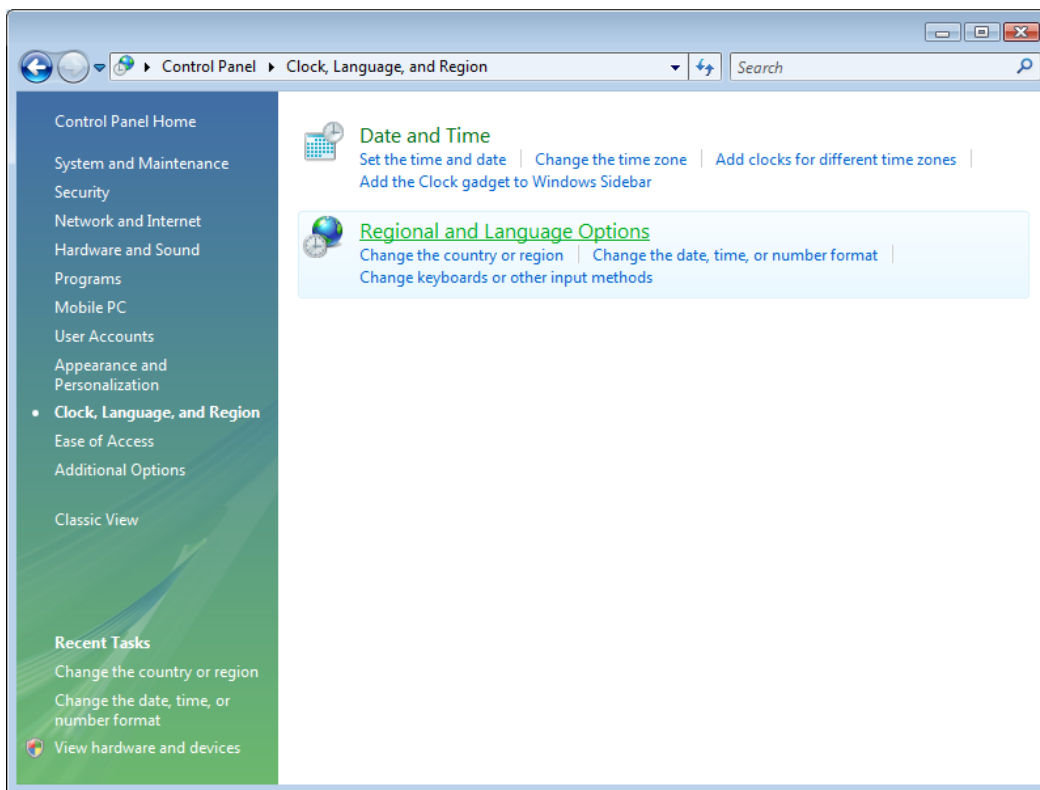 Control Panel Clock, Language, and Region
Search
Control Panel Home
System and Maintenance
Security
Network and Internet
Hardware and Sound
Programs
Mobile PC
User Accounts
Appearance and
Personalization
Clock, Language, and Region
Ease of Access
Additional Options
Classic View
Recent Tasks
Change the country or region
Change the date, time, or
number format
View hardware and devices
Date and Time
Set the time and date Change the time zone Add clocks for different time zones
Add the Clock gadget to Windows Sidebar
Regional and Language Options
Change the country or region Change the date, time, or number format
Change keyboards or other input methods